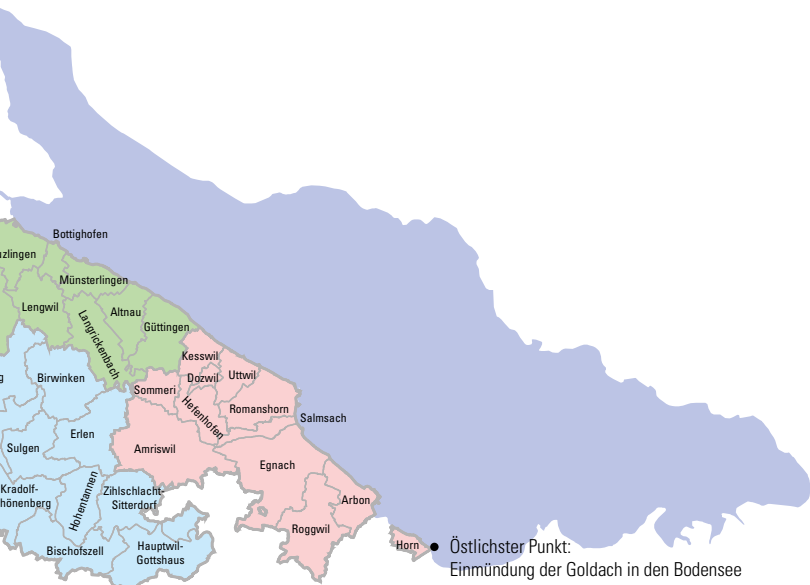 Bottighofen
zlingen
Münsterlingen
Lengwil
Altnau
Langrickenbach
Güttingen
Kesswil
g
Birwinken
Dozwil
Uttwil
Sommeri
Hefenhofen
Romanshorn
Salmsach
Erlen
Sulgen
Amriswil
Egnach
Kradolf-
hönenberg
Hohentannen
Zihlschlacht-
Sitterdorf
Arbon
Roggwil
Bischofszell
Hauptwil-
Gottshaus
Horn
Östlichster Punkt:
Einmündung der Goldach in den Bodensee